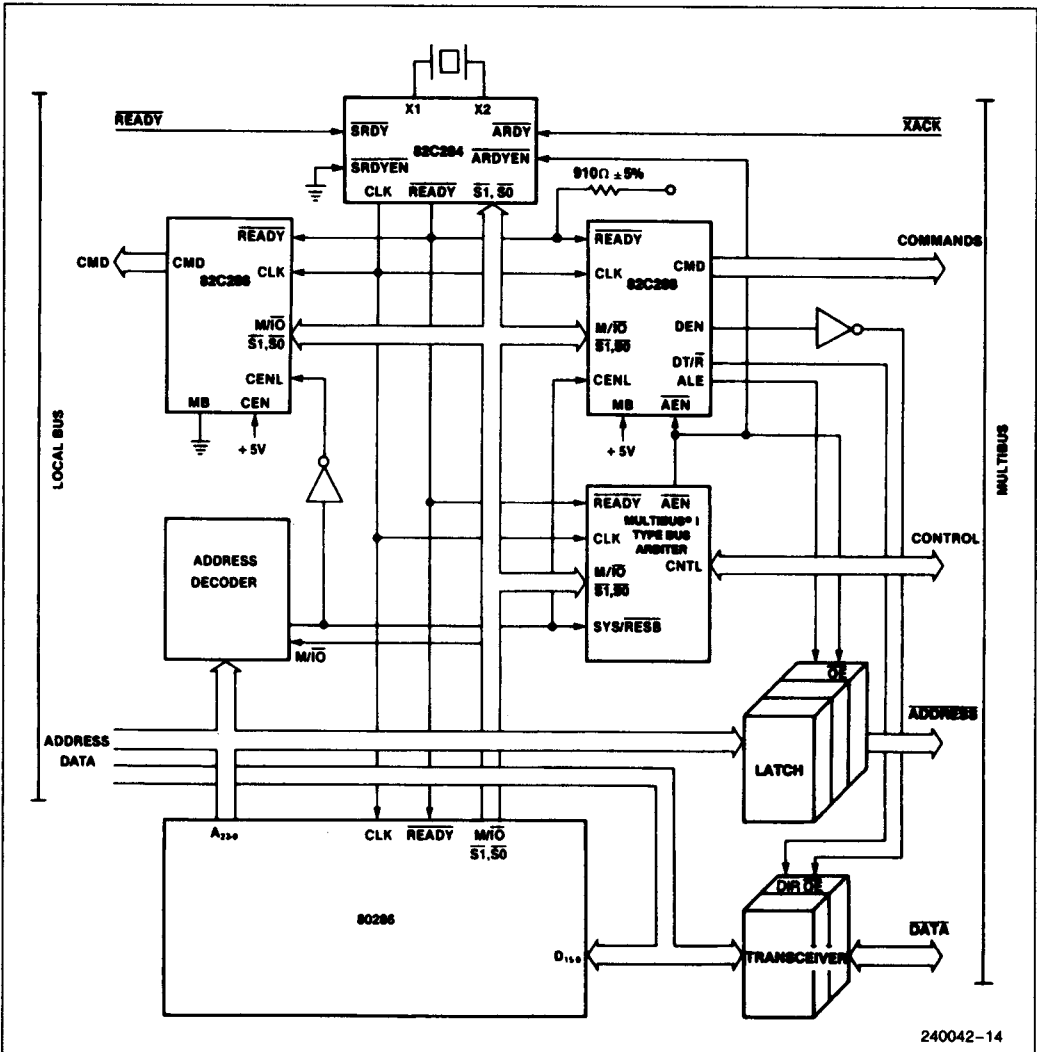 X1 X2
READY
SRDY
ARDY
XACK
82C284
SRDYEN
ARDYEN
CLK READY S1, S0
910Ω ±5%
READY
READY
COMMANDS
CMD
CMD
CLK
CLK
CMD
82C288
82C288
M/IO
S1,S0
M/IO
S1,S0
DEN
DT/R
CENL
CENL
ALE
MB CEN
MB AEN
+5V
+5V
LOCAL BUS
MULTIBUS
READY AEN
MULTIBUS® I
TYPE BUS
ARBITER
CLK
CNTL
CONTROL
M/IO
S1,S0
ADDRESS
DECODER
SYS/RESB
M/IO
OE
ADDRESS
ADDRESS
DATA
LATCH
A23-0 CLK READY M/IO
S1,S0
DIR OE
80286
DATA
D15-0
TRANSCEIVER
240042-14